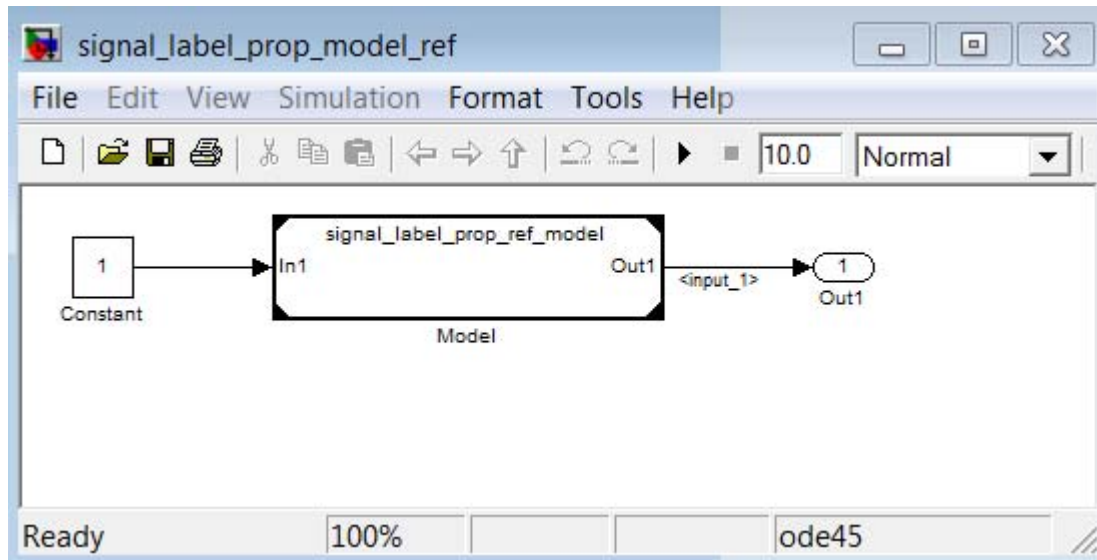 signal_label_prop_model_ref
File Edit View Simulation Format Tools Help
10.0 Normal
signal_label_prop_ref_model
1 In1 Out1 <input_1> 1
Constant Out1
Model
Ready 100% ode45